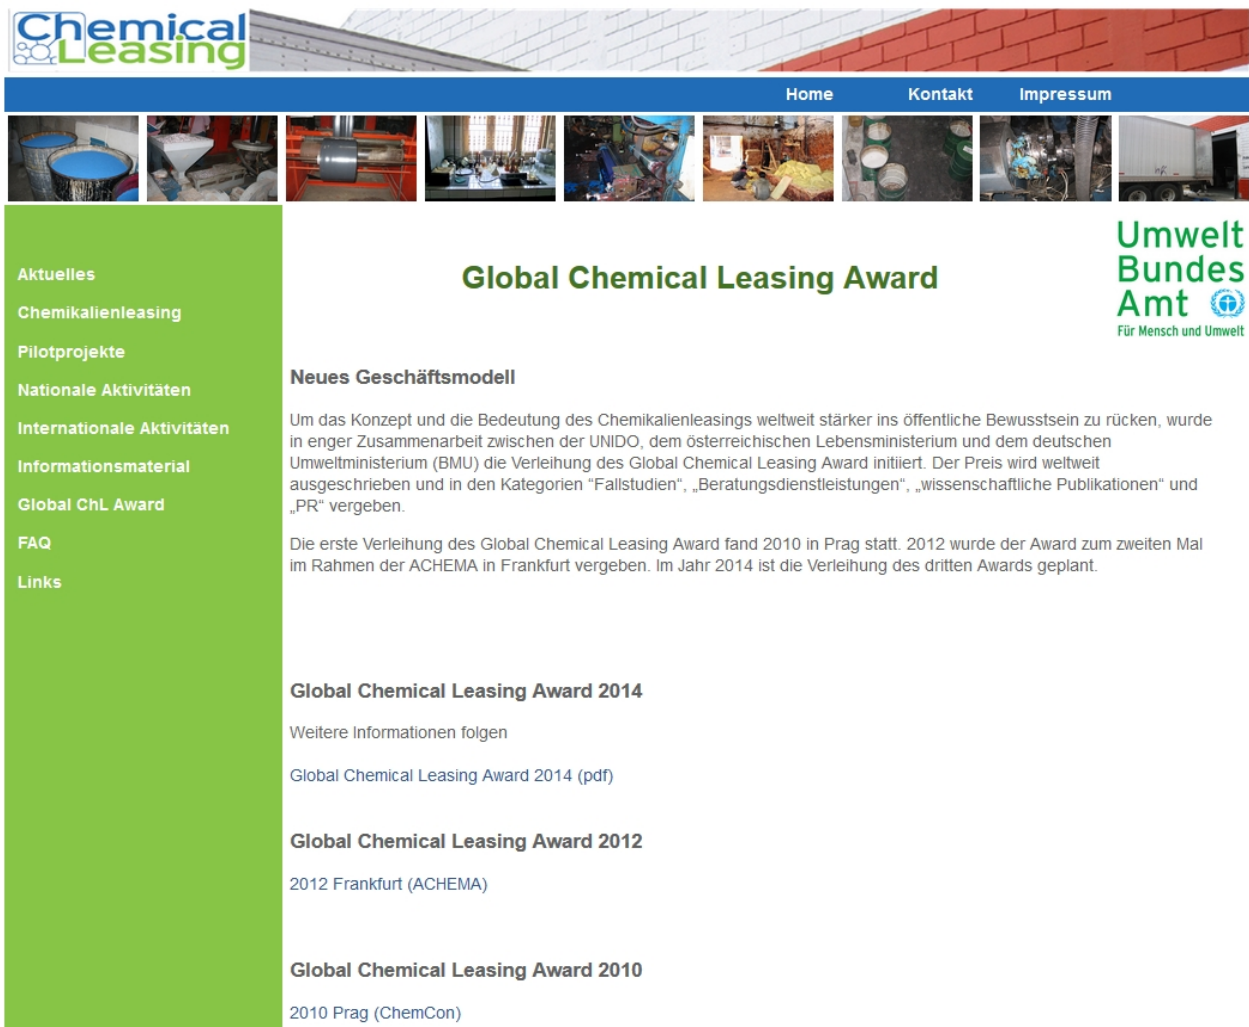 Chemical
Leasing
Home Kontakt Impressum
Aktuelles
Chemikalienleasing
Pilotprojekte
Nationale Aktivitäten
Internationale Aktivitäten
Informationsmaterial
Global ChL Award
FAQ
Links
Global Chemical Leasing Award
Umwelt
Bundes
Amt
Für Mensch und Umwelt
Neues Geschäftsmodell
Um das Konzept und die Bedeutung des Chemikalienleasings weltweit stärker ins öffentliche Bewusstsein zu rücken, wurde
in enger Zusammenarbeit zwischen der UNIDO, dem österreichischen Lebensministerium und dem deutschen
Umweltministerium (BMU) die Verleihung des Global Chemical Leasing Award initiiert. Der Preis wird weltweit
ausgeschrieben und in den Kategorien “Fallstudien“, „Beratungsdienstleistungen“, „wissenschaftliche Publikationen“ und
„PR“ vergeben.
Die erste Verleihung des Global Chemical Leasing Award fand 2010 in Prag statt. 2012 wurde der Award zum zweiten Mal
im Rahmen der ACHEMA in Frankfurt vergeben. Im Jahr 2014 ist die Verleihung des dritten Awards geplant.
Global Chemical Leasing Award 2014
Weitere Informationen folgen
Global Chemical Leasing Award 2014 (pdf)
Global Chemical Leasing Award 2012
2012 Frankfurt (ACHEMA)
Global Chemical Leasing Award 2010
2010 Prag (ChemCon)